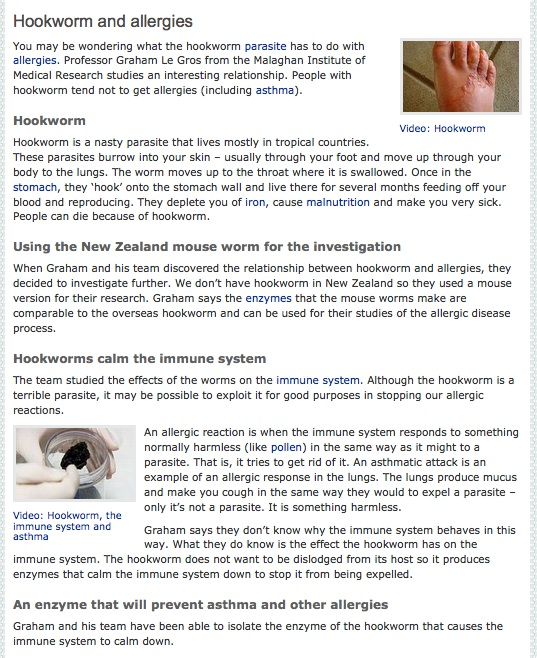 Hookworm and allergies
You may be wondering what the hookworm parasite has to do with
allergies. Professor Graham Le Gros from the Malaghan Institute of
Medical Research studies an interesting relationship. People with
hookworm tend not to get allergies (including asthma).
Video: Hookworm
Hookworm
Hookworm is a nasty parasite that lives mostly in tropical countries.
These parasites burrow into your skin – usually through your foot and move up through your
body to the lungs. The worm moves up to the throat where it is swallowed. Once in the
stomach, they ‘hook’ onto the stomach wall and live there for several months feeding off your
blood and reproducing. They deplete you of iron, cause malnutrition and make you very sick.
People can die because of hookworm.
Using the New Zealand mouse worm for the investigation
When Graham and his team discovered the relationship between hookworm and allergies, they
decided to investigate further. We don’t have hookworm in New Zealand so they used a mouse
version for their research. Graham says the enzymes that the mouse worms make are
comparable to the overseas hookworm and can be used for their studies of the allergic disease
process.
Hookworms calm the immune system
The team studied the effects of the worms on the immune system. Although the hookworm is a
terrible parasite, it may be possible to exploit it for good purposes in stopping our allergic
reactions.
An allergic reaction is when the immune system responds to something
normally harmless (like pollen) in the same way as it might to a
parasite. That is, it tries to get rid of it. An asthmatic attack is an
example of an allergic response in the lungs. The lungs produce mucus
and make you cough in the same way they would to expel a parasite –
only it’s not a parasite. It is something harmless.
Video: Hookworm, the
immune system and
asthma
Graham says they don’t know why the immune system behaves in this
way. What they do know is the effect the hookworm has on the
immune system. The hookworm does not want to be dislodged from its host so it produces
enzymes that calm the immune system down to stop it from being expelled.
An enzyme that will prevent asthma and other allergies
Graham and his team have been able to isolate the enzyme of the hookworm that causes the
immune system to calm down.